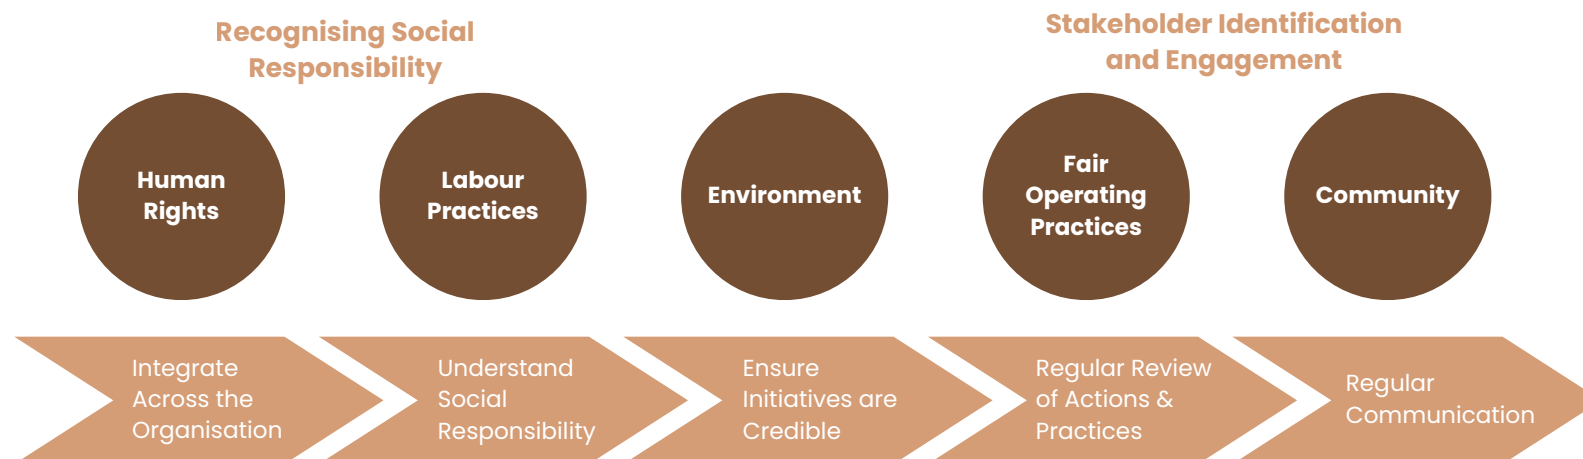 Recognising Social
Responsibility
Stakeholder Identification
and Engagement
Human
Rights
Labour
Practices
Environment
Fair
Operating
Practices
Community
Integrate
Across the
Organisation
Understand
Social
Responsibility
Ensure
Initiatives are
Credible
Regular Review
of Actions &
Practices
Regular
Communication